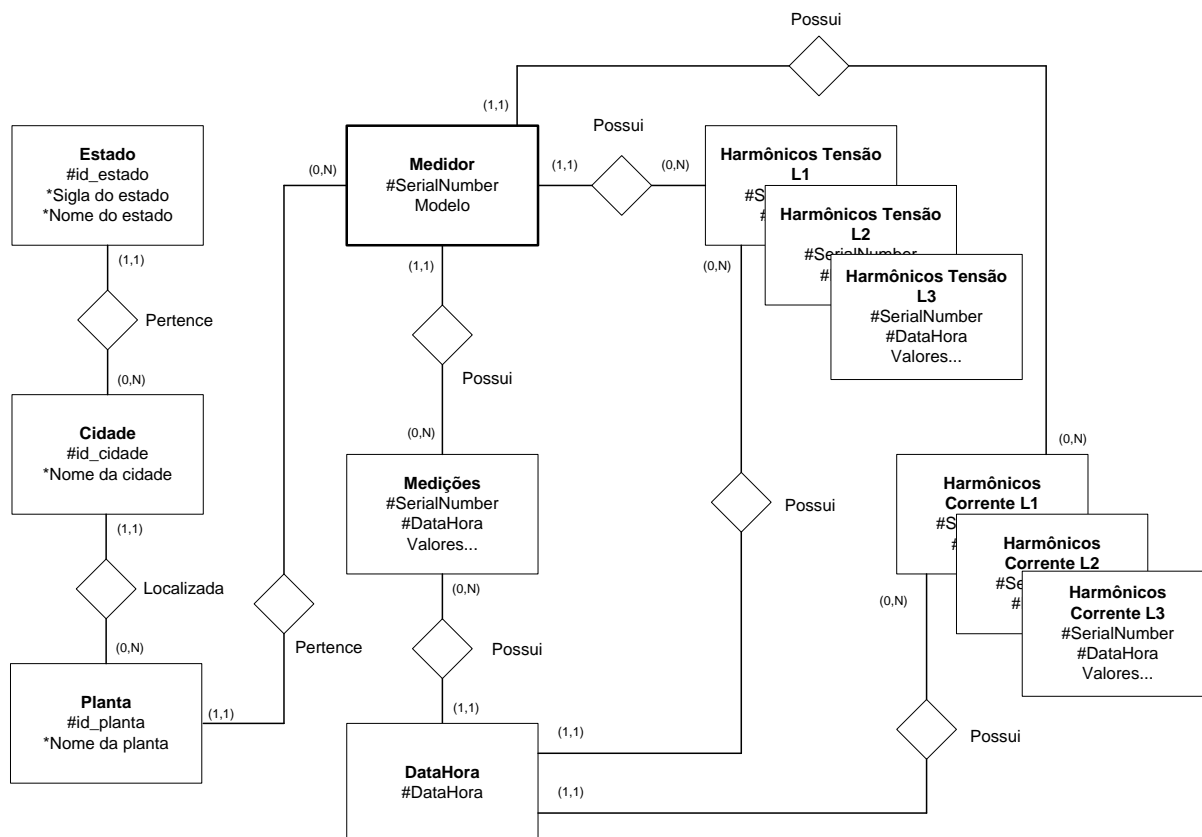 Possui
(1,1)
Estado
#id_estado
*Sigla do estado
*Nome do estado
(1,1)
Pertence
(0,N)
Cidade
#id_cidade
*Nome da cidade
(1,1)
Localizada
(0,N)
Planta
#id_planta
*Nome da planta
(1,1)
Pertence
(0,N)
Medidor
#SerialNumber
Modelo
(1,1)
Possui
(0,N)
Medições
#SerialNumber
#DataHora
Valores...
(0,N)
Possui
(1,1)
DataHora
#DataHora
(1,1)
Possui
(0,N)
Harmônicos Tensão
L1
Harmônicos Tensão
L2
#SerialNumber
Harmônicos Tensão
L3
#SerialNumber
#DataHora
Valores...
(0,N)
Possui
(1,1)
(0,N)
Harmônicos
Corrente L1
Harmônicos
Corrente L2
Harmônicos
Corrente L3
#SerialNumber
#DataHora
Valores...
(0,N)
Possui
(1,1)